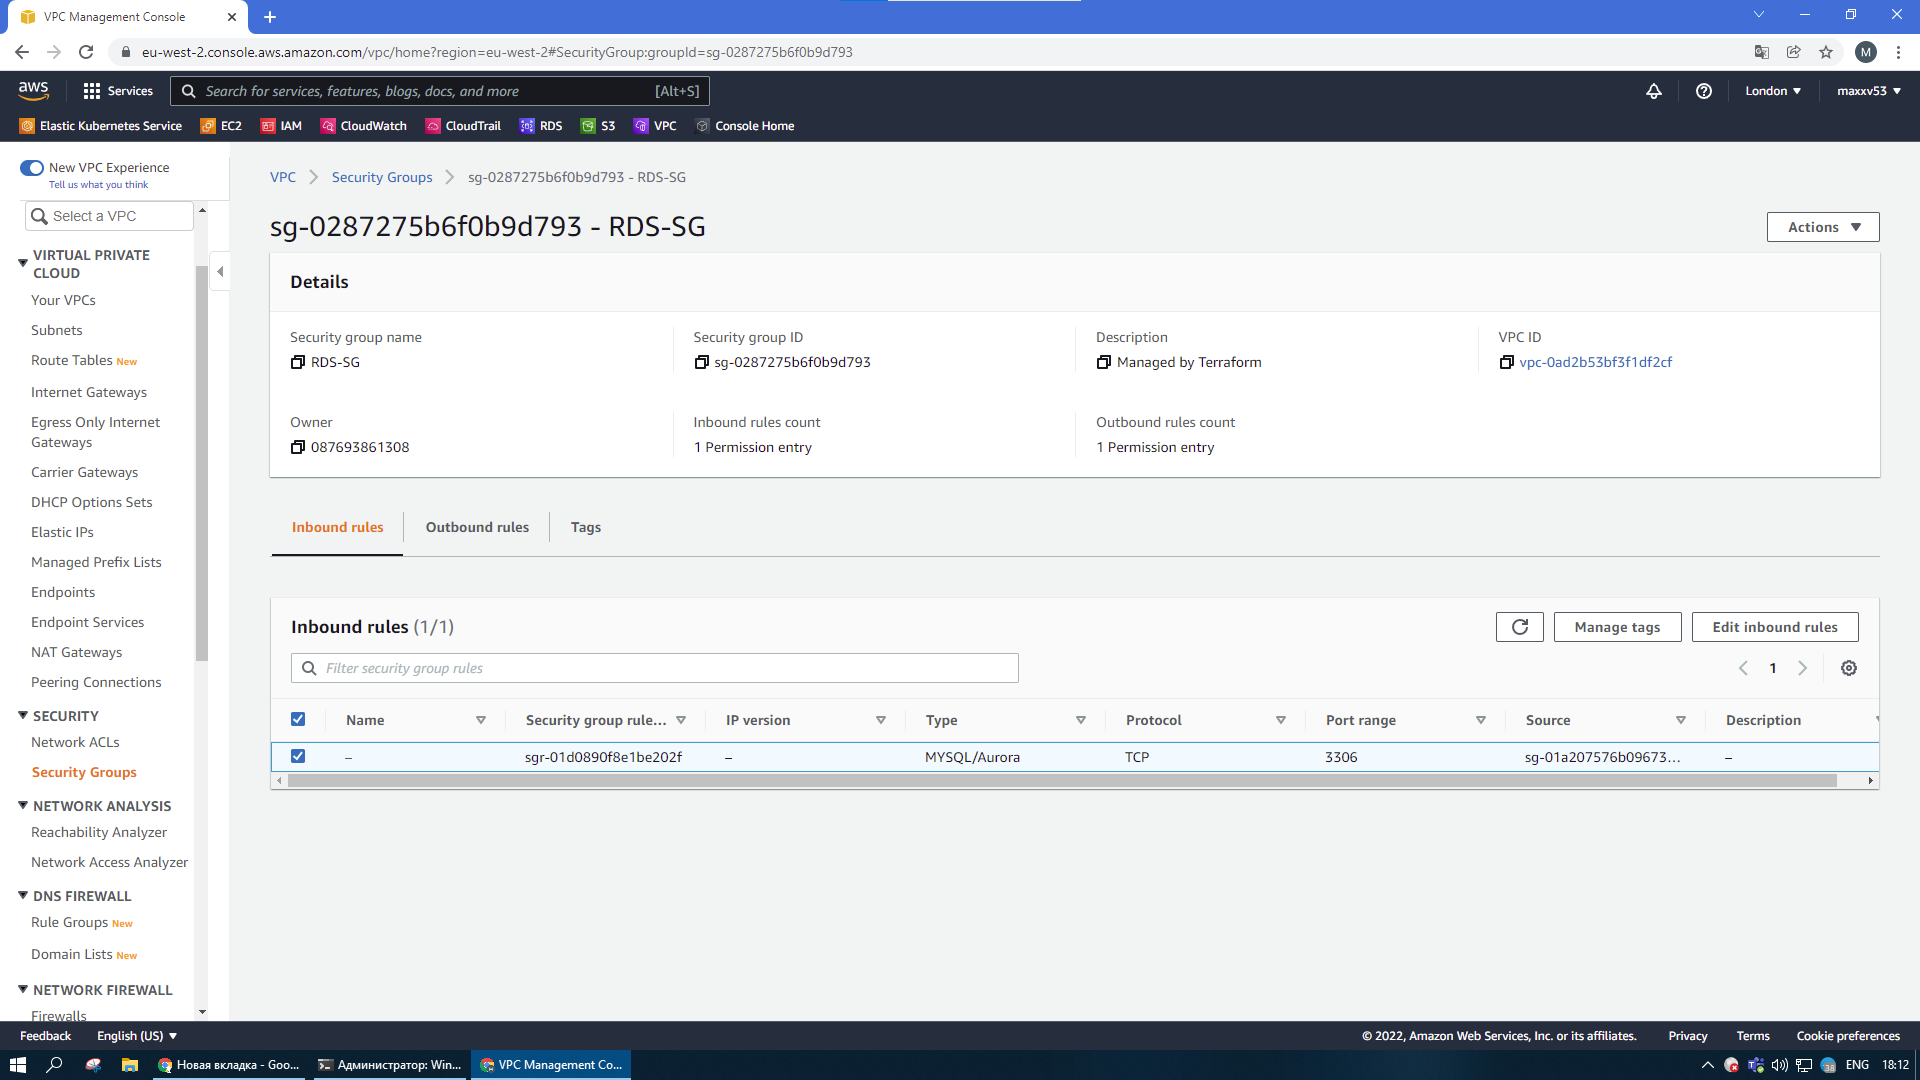 VPC Management Console
eu-west-2.console.aws.amazon.com/vpc/home?region=eu-west-2#SecurityGroup:groupId=sg-0287275b6f0b9d793
M
aws
Services
Search for services, features, blogs, docs, and more [Alt+S]
London
maxxv53
Elastic Kubernetes Service EC2 IAM CloudWatch CloudTrail RDS S3 VPC Console Home
New VPC Experience
Tell us what you think
Select a VPC
VIRTUAL PRIVATE
CLOUD
Your VPCs
Subnets
Route Tables New
Internet Gateways
Egress Only Internet
Gateways
Carrier Gateways
DHCP Options Sets
Elastic IPs
Managed Prefix Lists
Endpoints
Endpoint Services
NAT Gateways
Peering Connections
SECURITY
Network ACLs
Security Groups
NETWORK ANALYSIS
Reachability Analyzer
Network Access Analyzer
DNS FIREWALL
Rule Groups New
Domain Lists New
NETWORK FIREWALL
Firewalls
VPC Security Groups sg-0287275b6f0b9d793 - RDS-SG
sg-0287275b6f0b9d793 - RDS-SG
Actions
Details
Security group name
RDS-SG
Security group ID
sg-0287275b6f0b9d793
Description
Managed by Terraform
VPC ID
vpc-0ad2b53bf3f1df2cf
Owner
087693861308
Inbound rules count
1 Permission entry
Outbound rules count
1 Permission entry
Inbound rules Outbound rules Tags
Inbound rules (1/1)
Manage tags
Edit inbound rules
Filter security group rules
1
Name Security group rule... IP version Type Protocol Port range Source Description
– sgr-01d0890f8e1be202f – MYSQL/Aurora TCP 3306 sg-01a207576b09673... –
Feedback English (US)
© 2022, Amazon Web Services, Inc. or its affiliates. Privacy Terms Cookie preferences
Новая вкладка - Goo...
Администратор: Win...
VPC Management Co...
38
ENG
18:12